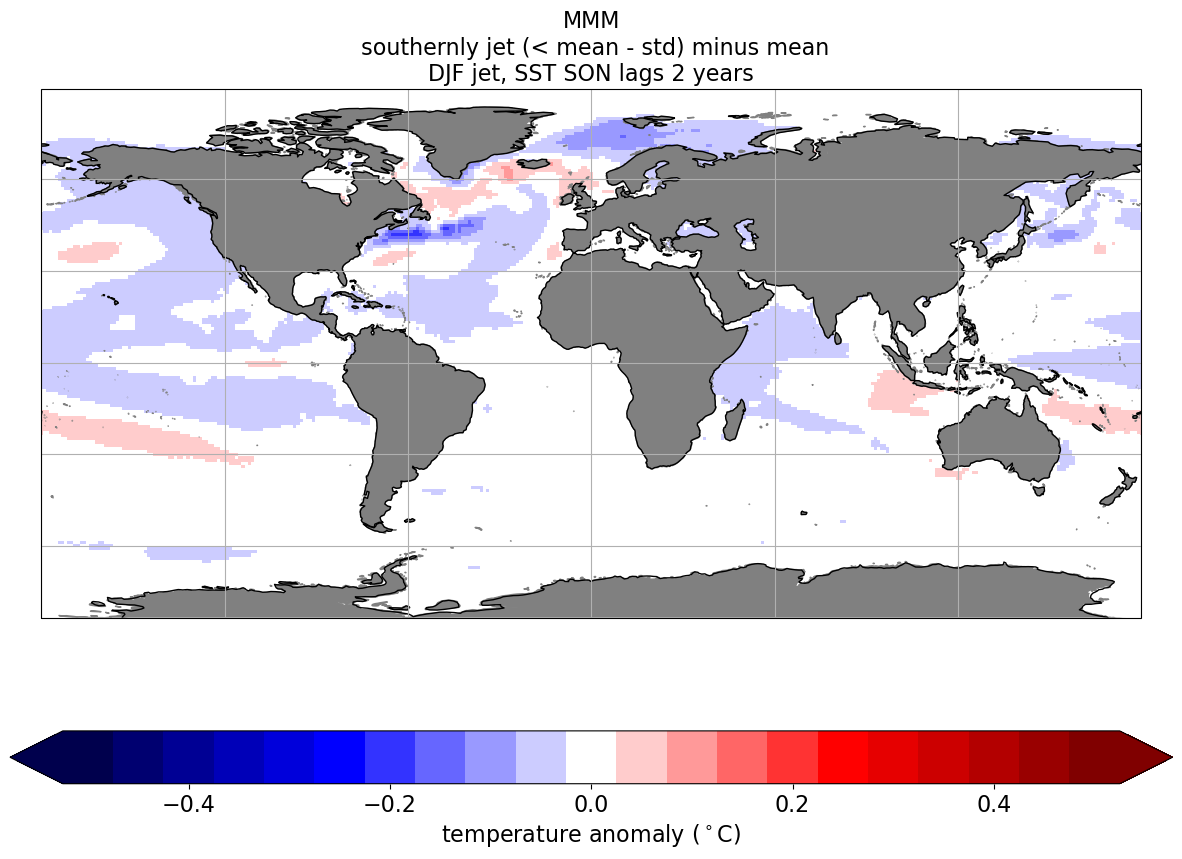 MMM
southernly jet (< mean - std) minus mean
DJF jet, SST SON lags 2 years
−0.4 −0.2 0.0 0.2 0.4
temperature anomaly (°C)